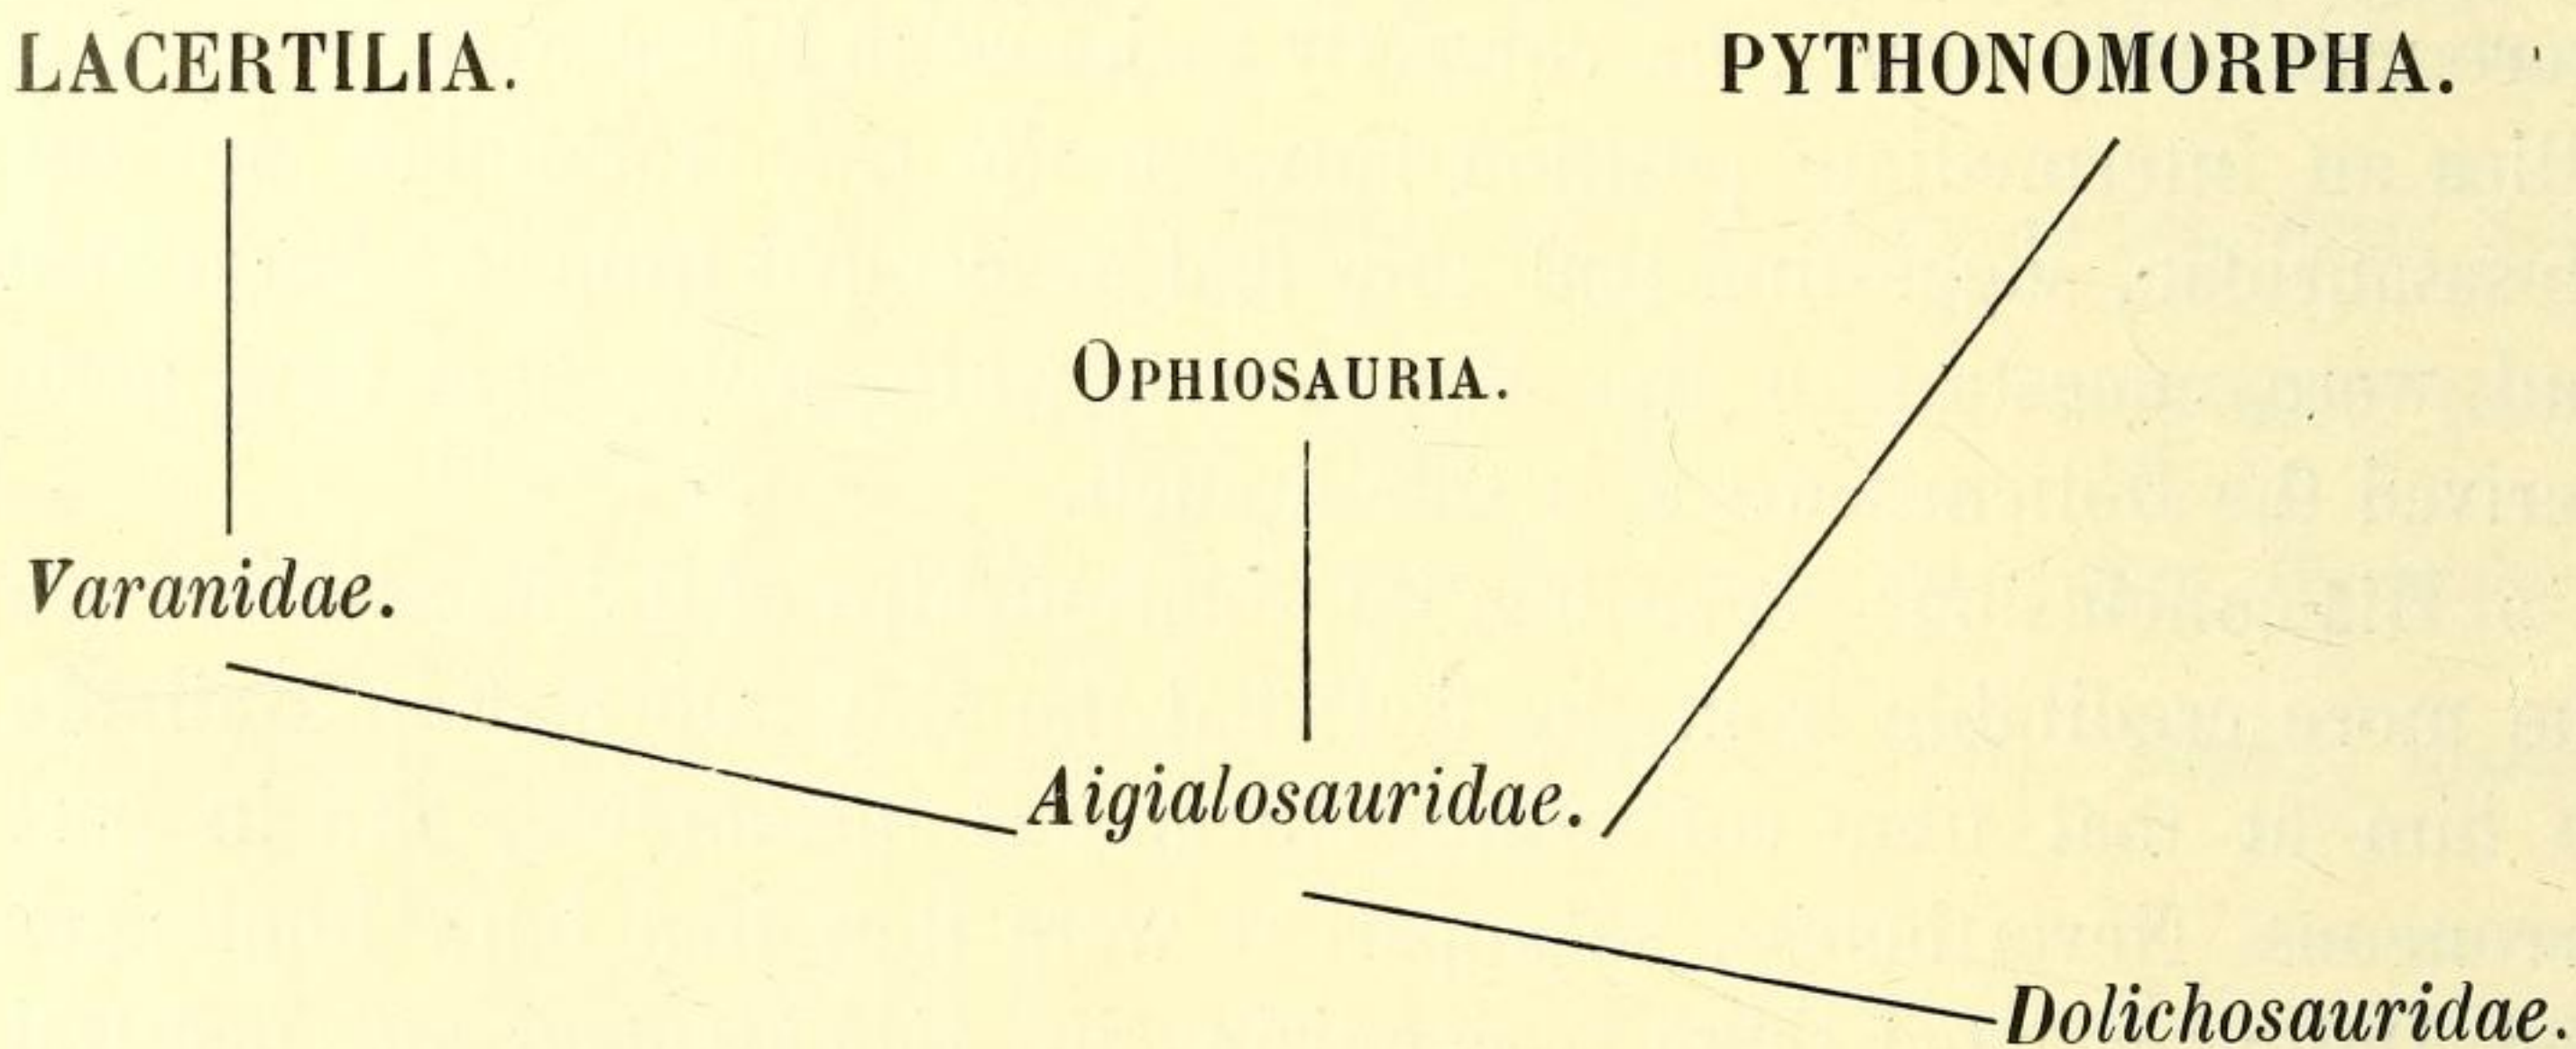 LACERTILIA. PYTHONOMORPHA.
OPHIOSAURIA.
Varanidae.
Aigialosauridae.
Dolichosauridae.